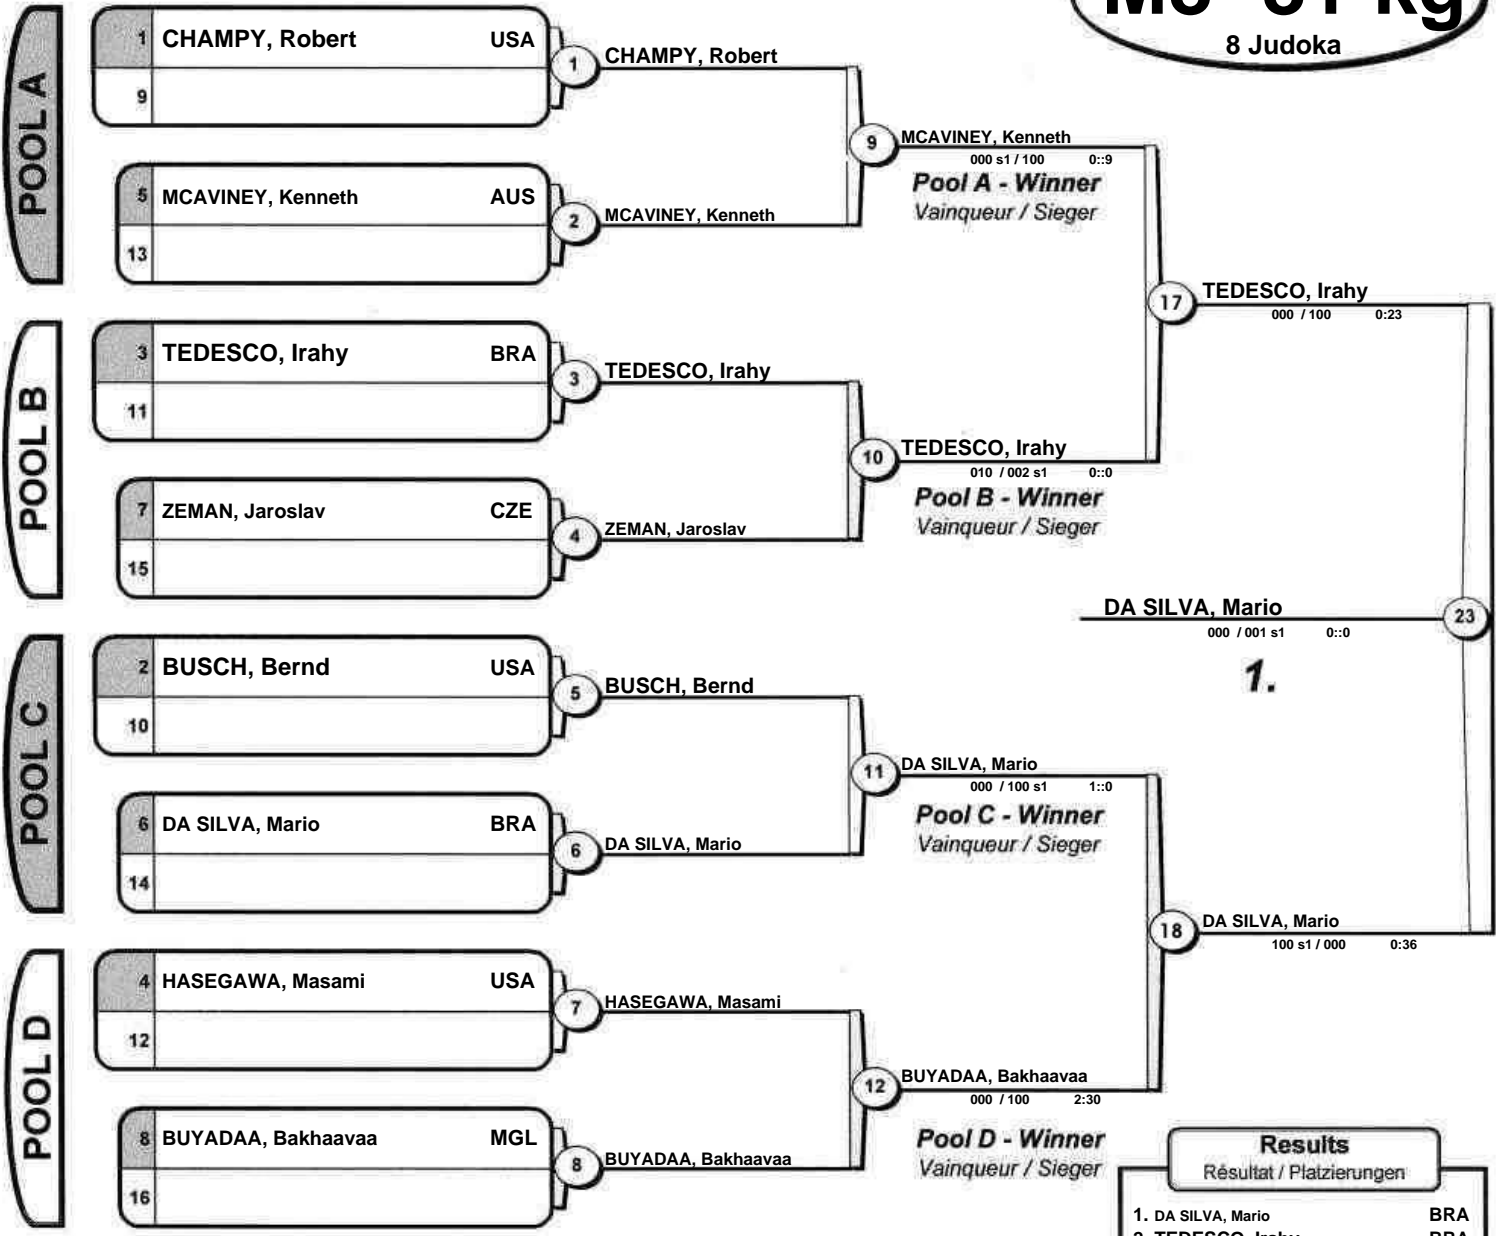 8 Judoka
POOL A
1 CHAMPY, Robert USA
9
1
CHAMPY, Robert
5 MCAVINEY, Kenneth AUS
13
2
MCAVINEY, Kenneth
9
MCAVINEY, Kenneth
000 s1 / 100 0::9
Pool A - Winner
Vainqueur / Sieger
POOL B
3 TEDESCO, Irahy BRA
11
3
TEDESCO, Irahy
7 ZEMAN, Jaroslav CZE
15
4
ZEMAN, Jaroslav
10
TEDESCO, Irahy
010 / 002 s1 0::0
Pool B - Winner
Vainqueur / Sieger
17
TEDESCO, Irahy
000 / 100 0:23
DA SILVA, Mario
000 / 001 s1 0::0
23
1.
POOL C
2 BUSCH, Bernd USA
10
5
BUSCH, Bernd
6 DA SILVA, Mario BRA
14
6
DA SILVA, Mario
11
DA SILVA, Mario
000 / 100 s1 1::0
Pool C - Winner
Vainqueur / Sieger
18
DA SILVA, Mario
100 s1 / 000 0:36
POOL D
4 HASEGAWA, Masami USA
12
7
HASEGAWA, Masami
8 BUYADAA, Bakhaavaa MGL
16
8
BUYADAA, Bakhaavaa
12
BUYADAA, Bakhaavaa
000 / 100 2:30
Pool D - Winner
Vainqueur / Sieger
Results
Résultat / Platzierungen
1. DA SILVA, Mario BRA
2. TEDESCO, Irahy BRA